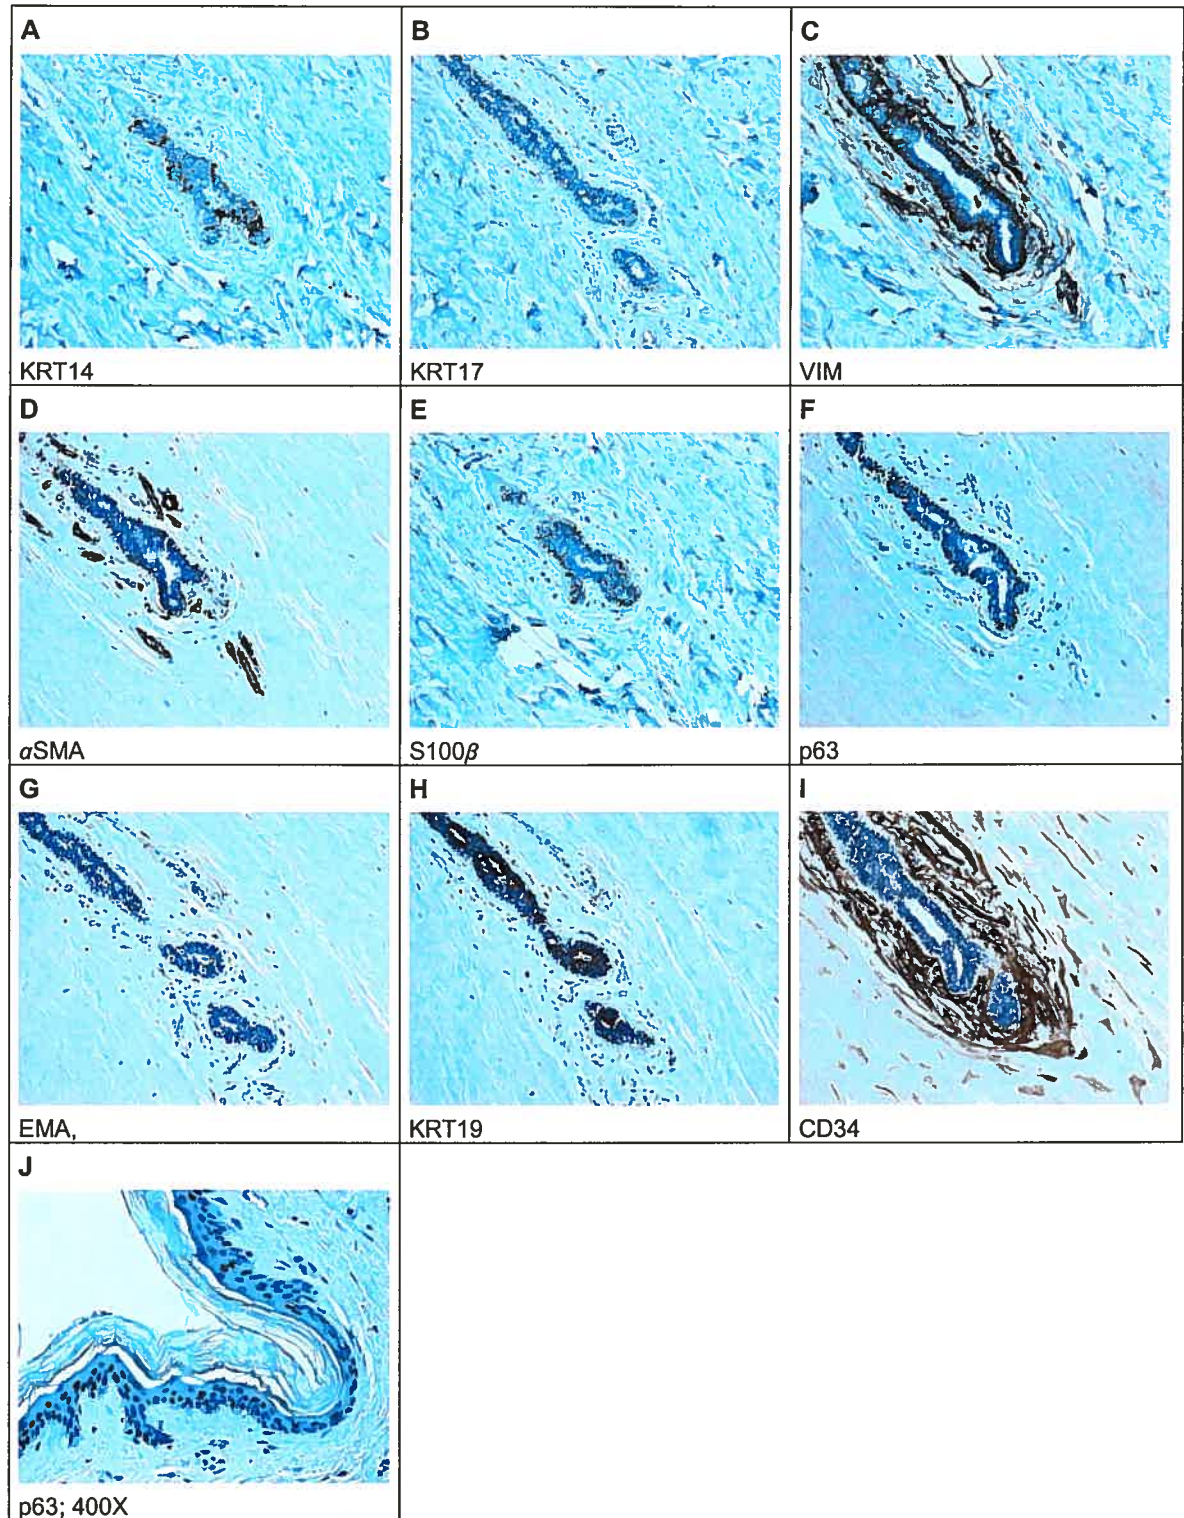 A
B
C
KRT14
KRT17
VIM
D
E
F
αSMA
S100β
p63
G
H
I
EMA,
KRT19
CD34
J
p63; 400X